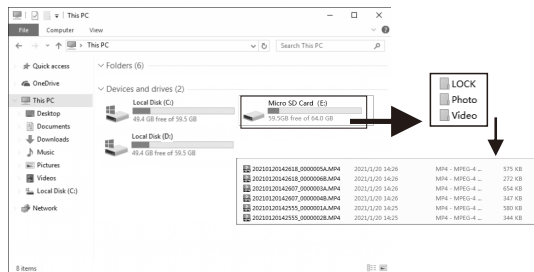 This PC
File Computer View
This PC Search This PC
Quick access
OneDrive
This PC
Desktop
Documents
Downloads
Music
Pictures
Videos
Local Disk (C:)
Network
Folders (6)
Devices and drives (2)
Local Disk (C:)
49.4 GB free of 59.5 GB
Micro SD Card (E:)
59.5GB free of 64.0 GB
Local Disk (D:)
49.4 GB free of 59.5 GB
LOCK
Photo
Video
20210120142618_0000005A.MP4 2021/1/20 14:26 MP4 - MPEG-4 ... 575 KB
20210120142618_0000006B.MP4 2021/1/20 14:26 MP4 - MPEG-4 ... 272 KB
20210120142607_0000003A.MP4 2021/1/20 14:26 MP4 - MPEG-4 ... 654 KB
20210120142607_0000004B.MP4 2021/1/20 14:26 MP4 - MPEG-4 ... 347 KB
20210120142555_0000001A.MP4 2021/1/20 14:25 MP4 - MPEG-4 ... 580 KB
20210120142555_0000002B.MP4 2021/1/20 14:25 MP4 - MPEG-4 ... 344 KB
8 items